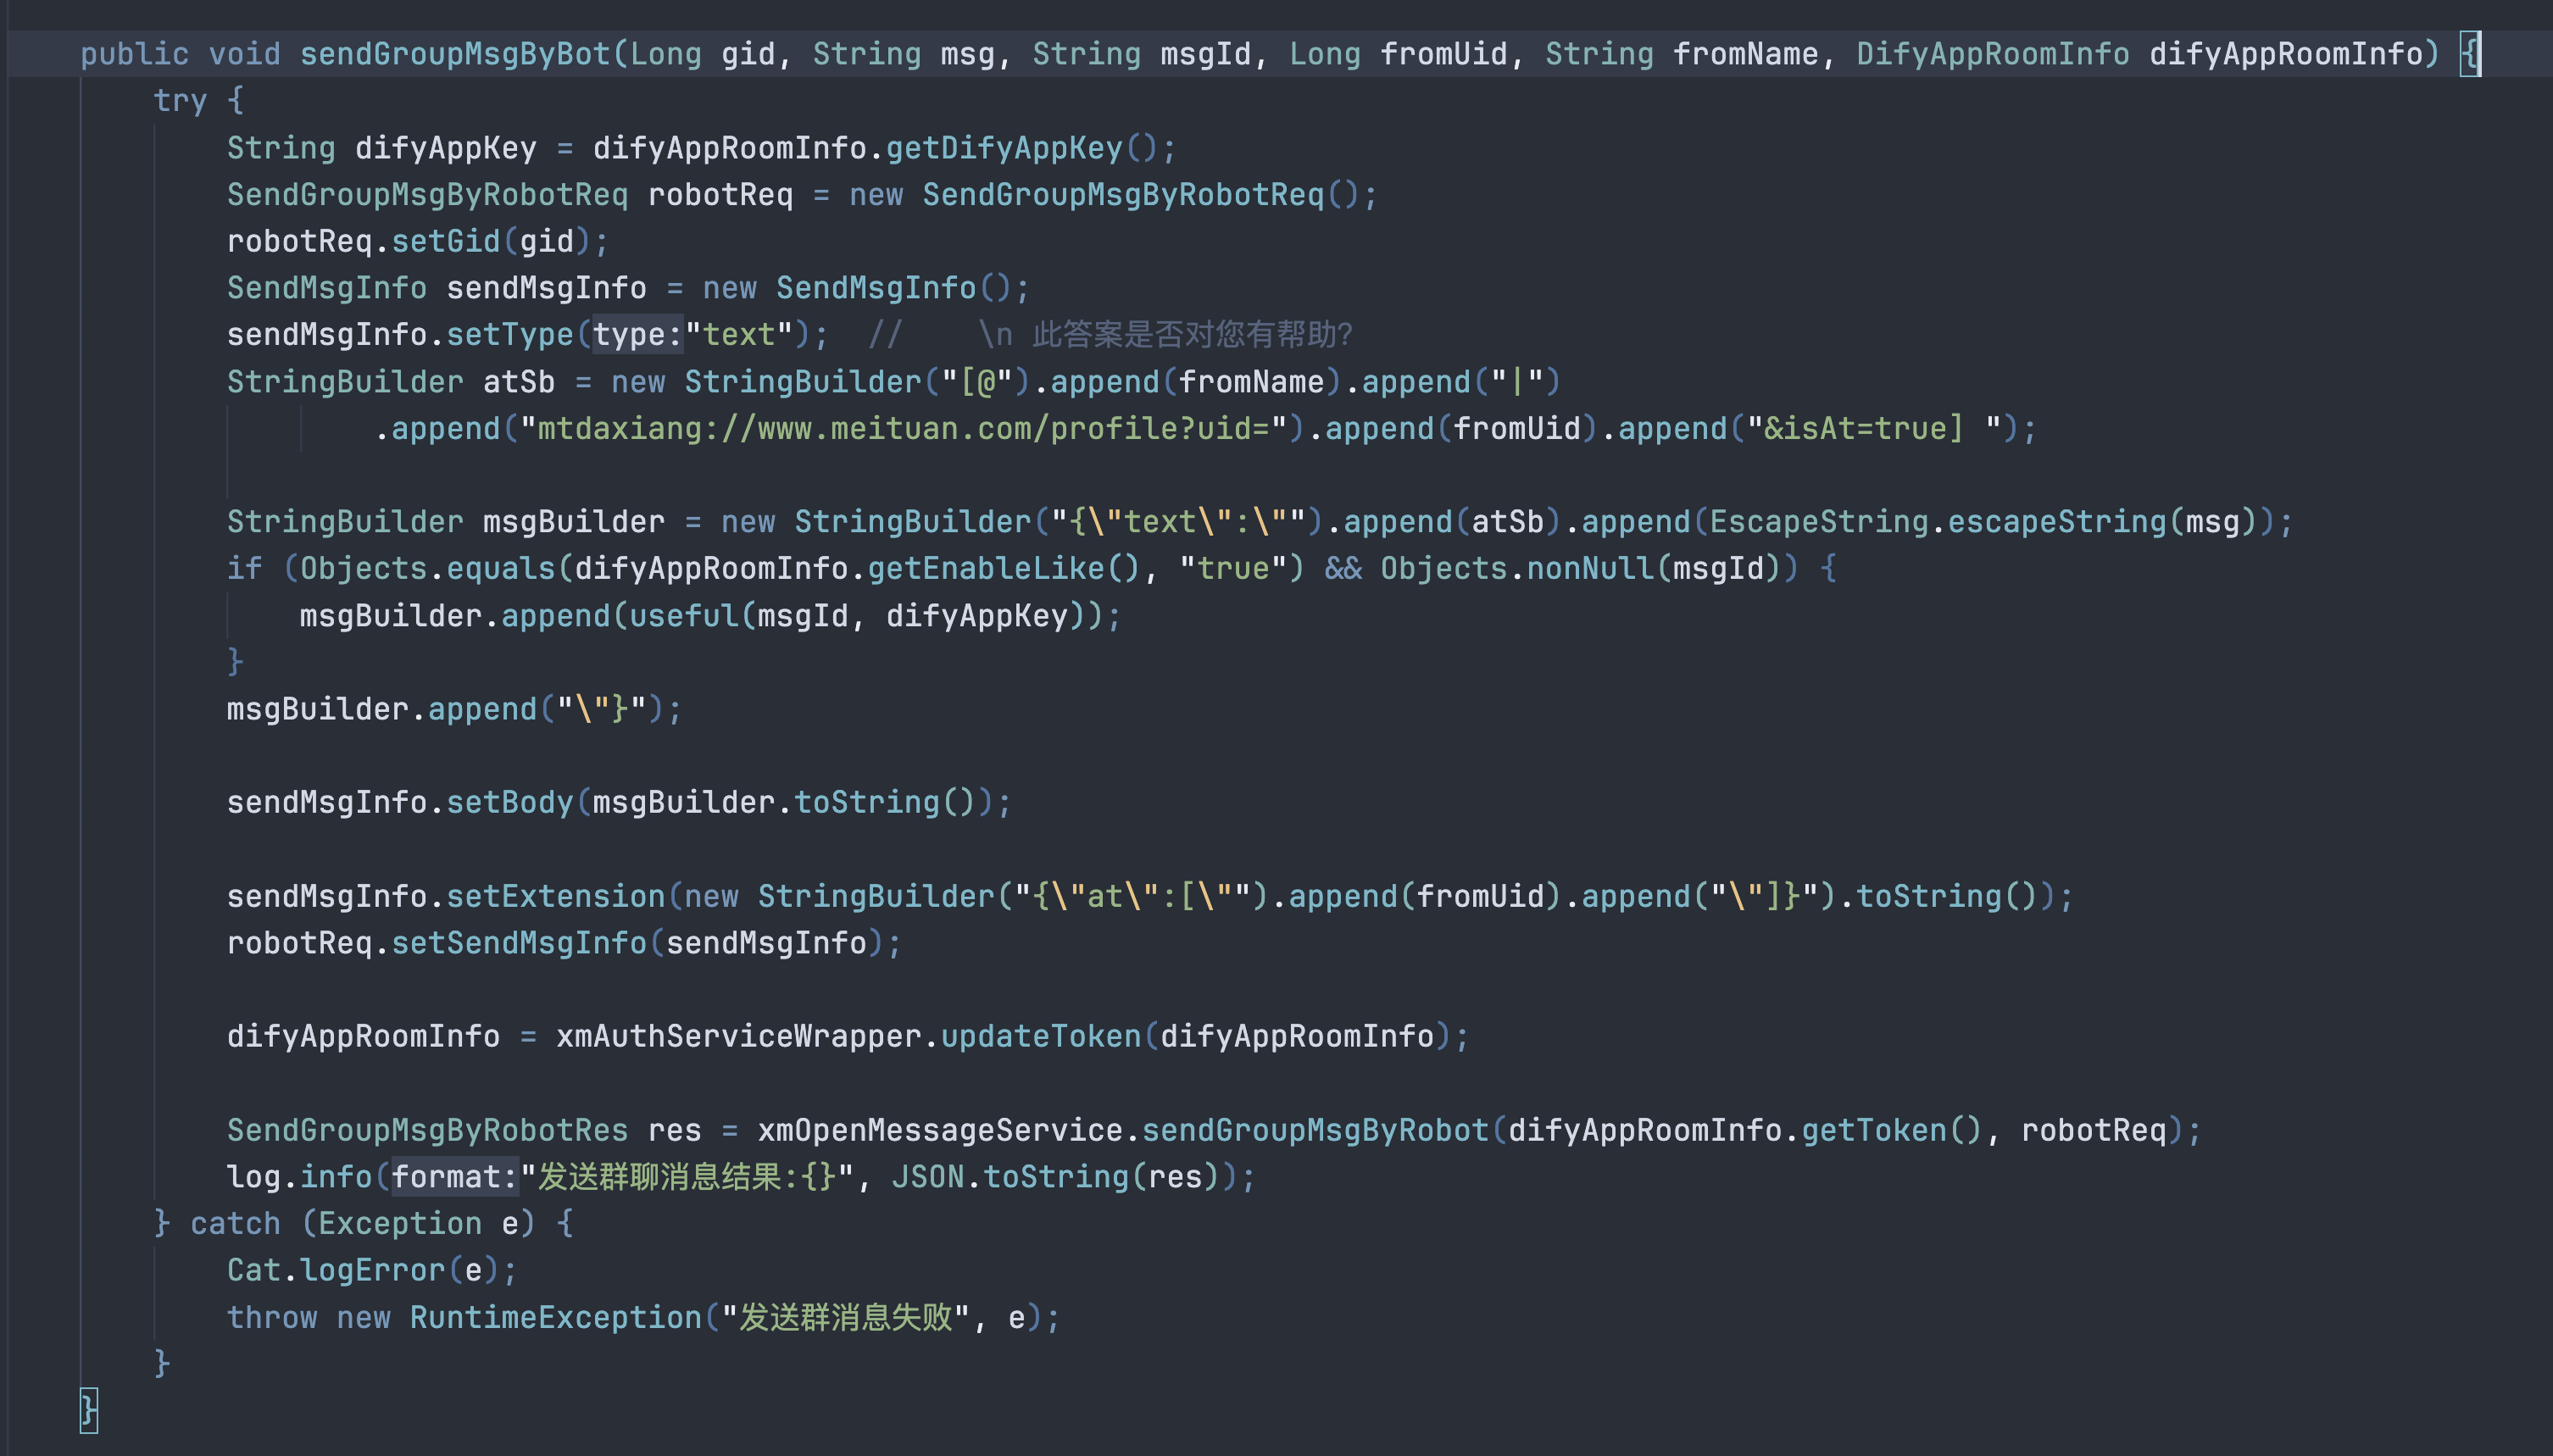 public void sendGroupMsgByBot(Long gid, String msg, String msgId, Long fromUid, String fromName, DifyAppRoomInfo difyAppRoomInfo) {
    try {
        String difyAppKey = difyAppRoomInfo.getDifyAppKey();
        SendGroupMsgByRobotReq robotReq = new SendGroupMsgByRobotReq();
        robotReq.setGid(gid);
        SendMsgInfo sendMsgInfo = new SendMsgInfo();
        sendMsgInfo.setType(type:"text");  //    \n 此答案是否对您有帮助?
        StringBuilder atSb = new StringBuilder("[@").append(fromName).append("|")
                .append("mtdaxiang://www.meituan.com/profile?uid=").append(fromUid).append("&isAt=true] ");
        StringBuilder msgBuilder = new StringBuilder("{\"text\":\"").append(atSb).append(EscapeString.escapeString(msg));
        if (Objects.equals(difyAppRoomInfo.getEnableLike(), "true") && Objects.nonNull(msgId)) {
            msgBuilder.append(useful(msgId, difyAppKey));
        }
        msgBuilder.append("\"}");
        sendMsgInfo.setBody(msgBuilder.toString());
        sendMsgInfo.setExtension(new StringBuilder("{\"at\":[\"").append(fromUid).append("\"]}").toString());
        robotReq.setSendMsgInfo(sendMsgInfo);
        difyAppRoomInfo = xmAuthServiceWrapper.updateToken(difyAppRoomInfo);
        SendGroupMsgByRobotRes res = xmOpenMessageService.sendGroupMsgByRobot(difyAppRoomInfo.getToken(), robotReq);
        log.info(format:"发送群聊消息结果:{}", JSON.toString(res));
    } catch (Exception e) {
        Cat.logError(e);
        throw new RuntimeException("发送群消息失败", e);
    }
}